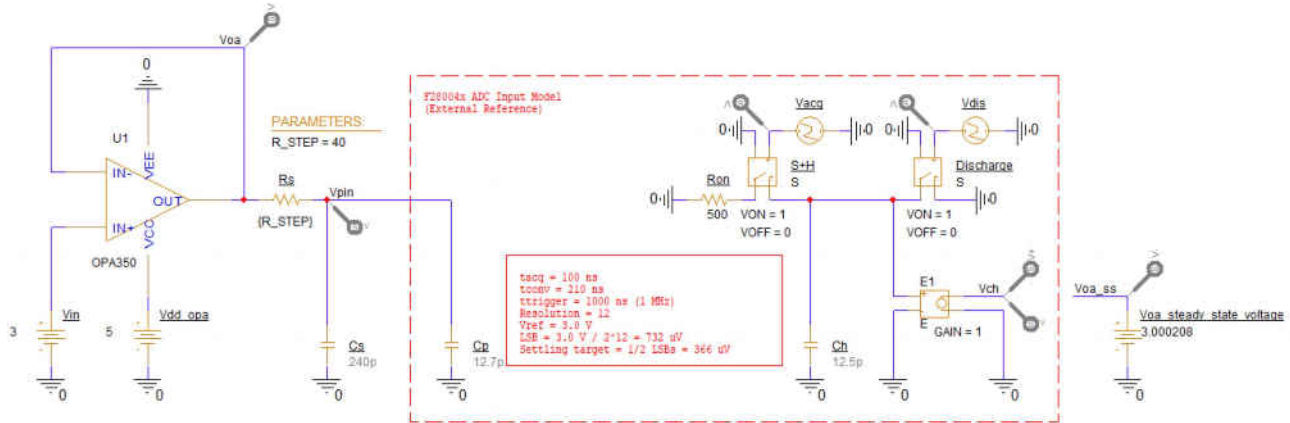 Voa
0
U1
VEE
IN-
OUT
IN+
VCC
OPA350
PARAMETERS:
R_STEP = 40
Rs
{R_STEP}
Vpin
3
Vin
0
5
Vdd_opa
0
Cs
240p
0
Cp
12.7p
0
F28004x ADC Input Model
(External Reference)
Vacq
0
0
S+H
S
Ron
0
500
VON = 1
VOFF = 0
Vdis
0
0
Discharge
S
0
VON = 1
VOFF = 0
tacq = 100 ns
tconv = 210 ns
ttrigger = 1000 ns (1 MHz)
Resolution = 12
Vref = 3.0 V
LSB = 3.0 V / 2^12 = 732 uV
Settling target = 1/2 LSBs = 366 uV
Ch
12.5p
0
E1
E
GAIN = 1
Vch
0
0
Voa_ss
Voa_steady_state_voltage
3.000208
0